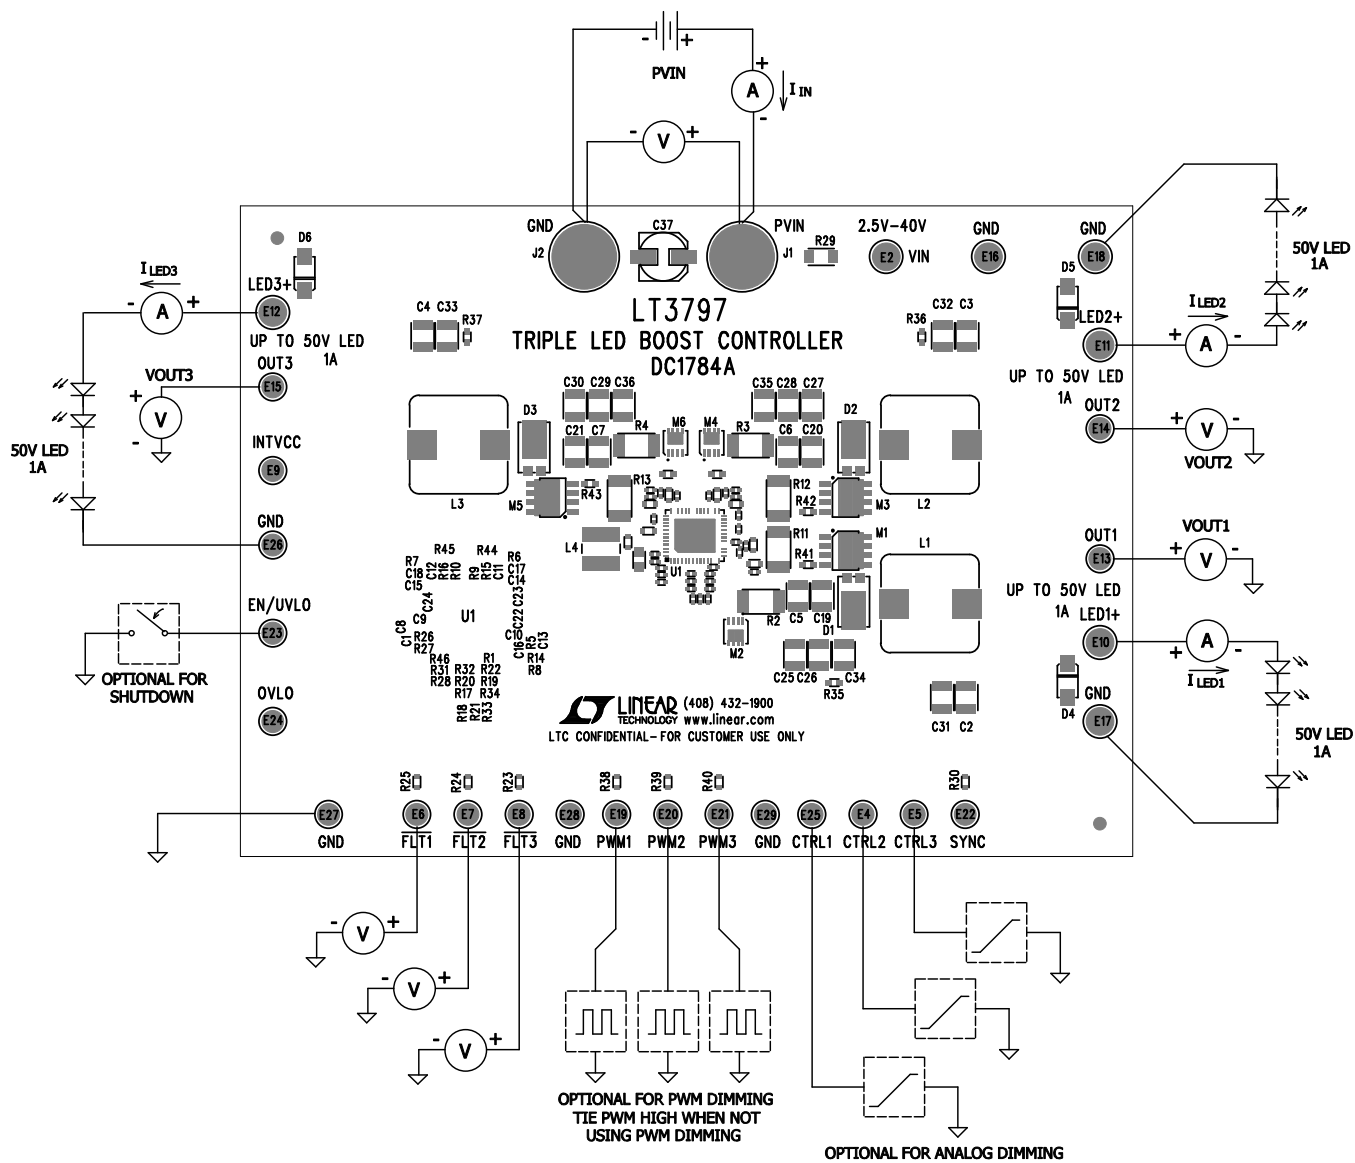 - +
PVIN
+
A
I IN
-
- V +
GND
C37
PVIN
J2
J1
R29
2.5V-40V
E2 VIN
GND
E16
GND
E18
D6
I LED3
LED3+
- A +
E12
UP TO 50V LED
1A
OUT3
E15
VOUT3
+
V
-
50V LED
1A
INTVCC
E9
GND
E26
EN/UVLO
E23
OPTIONAL FOR
SHUTDOWN
OVLO
E24
C4 C33
R37
LT3797
TRIPLE LED BOOST CONTROLLER
DC1784A
R36
C32 C3
D5
LED2+
E11
UP TO 50V LED
1A
I LED2
+ A -
50V LED
1A
OUT2
E14
+ V -
VOUT2
C30 C29 C36
C35 C28 C27
D3
R4
M6
M4
R3
D2
C21 C7
C6 C20
L3
M5
R43
R13
R12
R42
M3
L2
L4
U1
R11
R41
M1
L1
OUT1
E13
VOUT1
+ V -
UP TO 50V LED
1A
LED1+
E10
+ A -
I LED1
GND
E17
D4
50V LED
1A
R45
R44
R7
C18
C15
C12
R16
R10
R9
R15
C11
R6
C17
C14
C24
C23
C22
C9
U1
C8
C1
R26
R27
C10
C16
R5
C13
R46
R31
R28
R1
R32
R22
R20
R19
R17
R34
R14
R8
R18
R21
R33
R2
C5 C19
D1
M2
C25 C26 C34
R35
C31 C2
LINEAR
TECHNOLOGY
(408) 432-1900
www.linear.com
LTC CONFIDENTIAL-FOR CUSTOMER USE ONLY
R25
R24
R23
R38
R39
R40
R30
E27
E6
E7
E8
E28
E19
E20
E21
E29
E25
E4
E5
E22
GND FLT1 FLT2 FLT3 GND PWM1 PWM2 PWM3 GND CTRL1 CTRL2 CTRL3 SYNC
- V +
- V +
- V +
OPTIONAL FOR PWM DIMMING
TIE PWM HIGH WHEN NOT
USING PWM DIMMING
OPTIONAL FOR ANALOG DIMMING